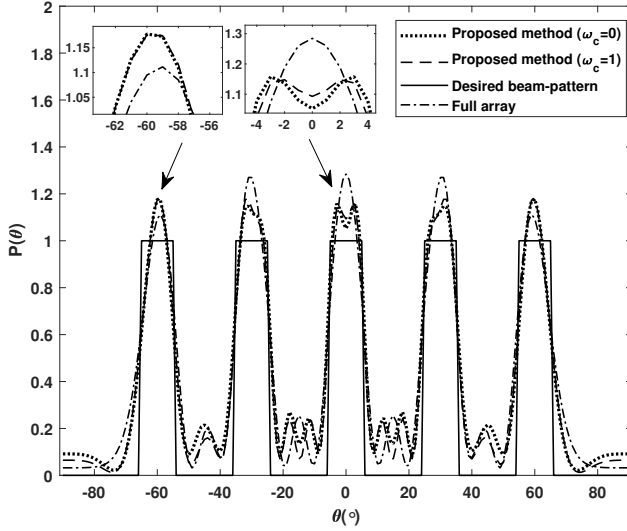 2
1.8
1.6
1.4
1.2
1
0.8
0.6
0.4
0.2
0
P(θ)
1.15
1.1
1.05
-62 -60 -58 -56
1.3
1.2
1.1
-4 -2 0 2 4
Proposed method (ω_c=0)
Proposed method (ω_c=1)
Desired beam-pattern
Full array
-80 -60 -40 -20 0 20 40 60 80
θ(°)